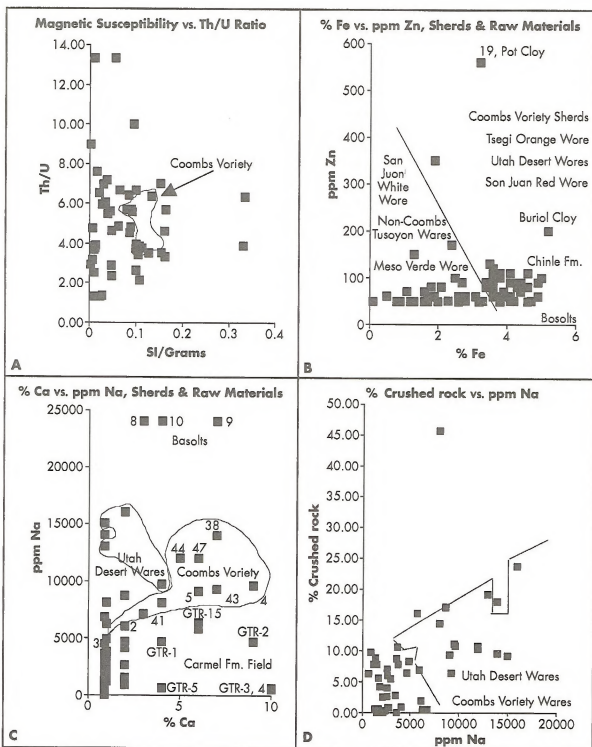 Magnetic Susceptibility vs. Th/U Ratio
14.00
12.00
10.00
8.00
6.00
4.00
2.00
0.00
Th/U
Coombs Voriety
0
0.1
0.2
0.3
0.4
SI/Grams
A
% Fe vs. ppm Zn, Sherds & Raw Materials
600
500
400
300
200
100
0
ppm Zn
19, Pot Cloy
Coombs Voriety Sherds
Tsegi Orange Wore
Utah Desert Wores
Son Juan Red Wore
San
Juon
White
Wore
Non-Coombs
Tusoyon Wares
Buriol Cloy
Meso Verde Wore
Chinle Fm.
Bosolts
0
2
4
6
% Fe
B
% Ca vs. ppm Na, Sherds & Raw Materials
25000
20000
15000
10000
5000
0
ppm Na
8
10
9
Basolts
38
44
47
Utah
Desert Wares
Coombs Voriety
5
43
4
41
GTR-15
3
2
GTR-2
GTR-1
Carmel Fm. Field
GTR-5
GTR-3, 4
0
5
10
% Ca
C
% Crushed rock vs. ppm Na
50.00
45.00
40.00
35.00
30.00
25.00
20.00
15.00
10.00
5.00
0.00
% Crushed rock
Utah Desert Wares
Coombs Voriety Wares
0
5000
10000
15000
20000
ppm Na
D